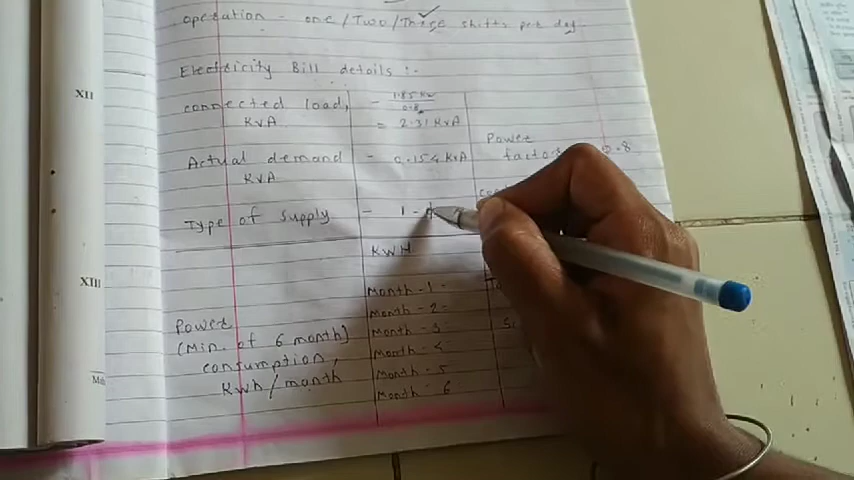 operation - one/Two/Three shifts per day
Electricity Bill details :-
connected load, - 1.85 KW
0.8
KVA = 2.31 KVA
Power
Actual demand - 0.154 KVA factor 0.8
KVA
Type of supply - 1-
KWH
Month - 1 -
Power Month - 2 -
(Min. of 6 month) Month - 3 -
consumption, Month - 4
KWh / month Month - 5
Month - 6
XII
XIII